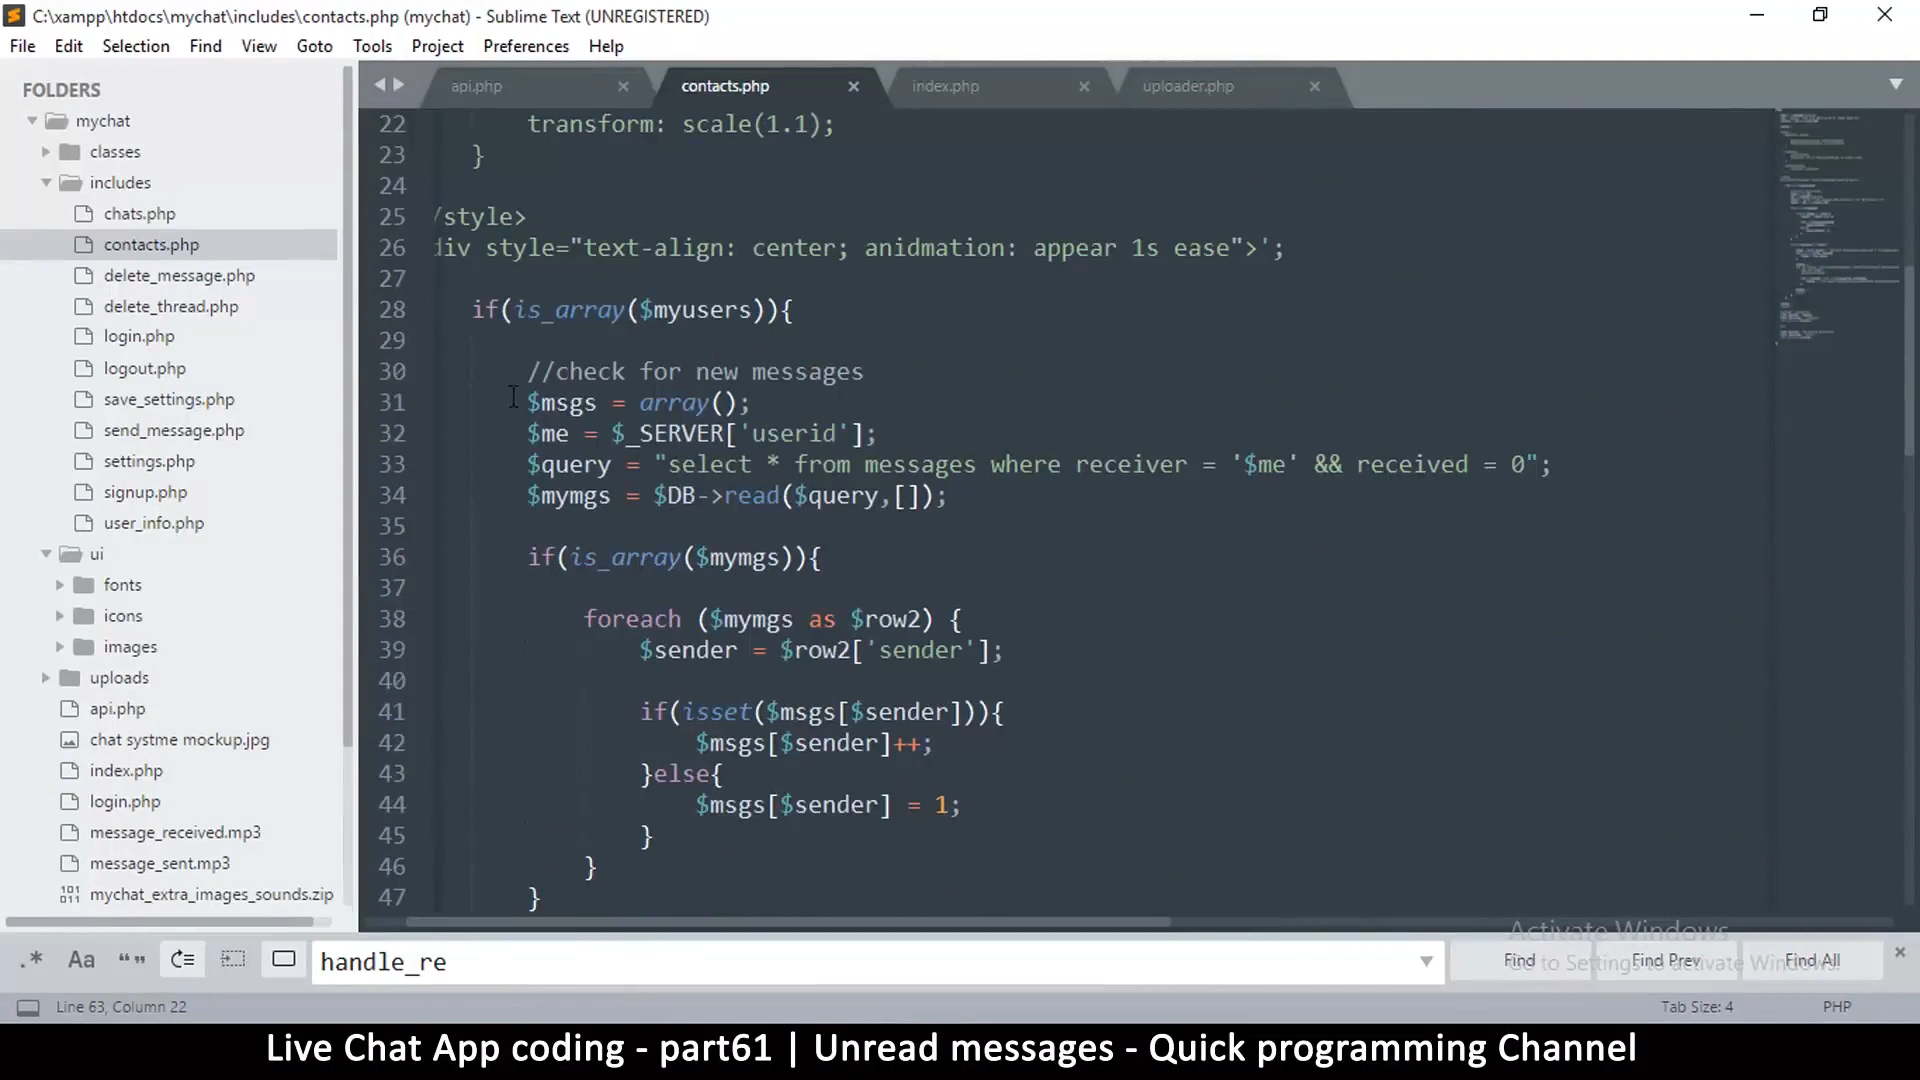 C:\xampp\htdocs\mychat\includes\contacts.php (mychat) - Sublime Text (UNREGISTERED)
File Edit Selection Find View Goto Tools Project Preferences Help
FOLDERS
mychat
classes
includes
chats.php
contacts.php
delete_message.php
delete_thread.php
login.php
logout.php
save_settings.php
send_message.php
settings.php
signup.php
user_info.php
ui
fonts
icons
images
uploads
api.php
chat systme mockup.jpg
index.php
login.php
message_received.mp3
message_sent.mp3
mychat_extra_images_sounds.zip
api.php contacts.php index.php uploader.php
22 transform: scale(1.1);
23 }
24
25 /style>
26 div style="text-align: center; anidmation: appear 1s ease">';
27
28 if(is_array($myusers)){
29
30 //check for new messages
31 $msgs = array();
32 $me = $_SERVER['userid'];
33 $query = "select * from messages where receiver = '$me' && received = 0";
34 $mymgs = $DB->read($query,[]);
35
36 if(is_array($mymgs)){
37
38 foreach ($mymgs as $row2) {
39 $sender = $row2['sender'];
40
41 if(isset($msgs[$sender])){
42 $msgs[$sender]++;
43 }else{
44 $msgs[$sender] = 1;
45 }
46 }
47 }
Activate Windows
Go to Settings to activate Windows.
.* Aa “” handle_re Find Find Prev Find All
Line 63, Column 22 Tab Size: 4 PHP
Live Chat App coding - part61 | Unread messages - Quick programming Channel